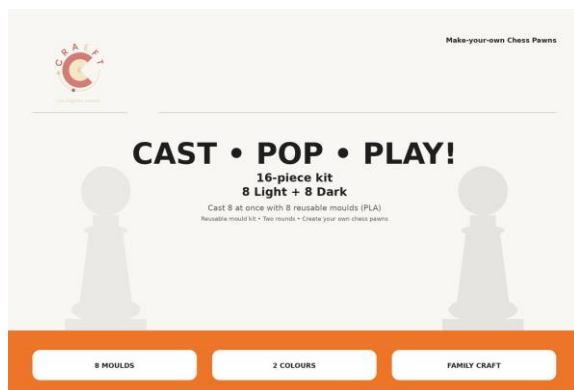 CRAEFT
Make-your-own Chess Pawns
CAST • POP • PLAY!
16-piece kit
8 Light + 8 Dark
Cast 8 at once with 8 reusable moulds (PLA)
Reusable mould kit • Two rounds • Create your own chess pawns
8 MOULDS
2 COLOURS
FAMILY CRAFT